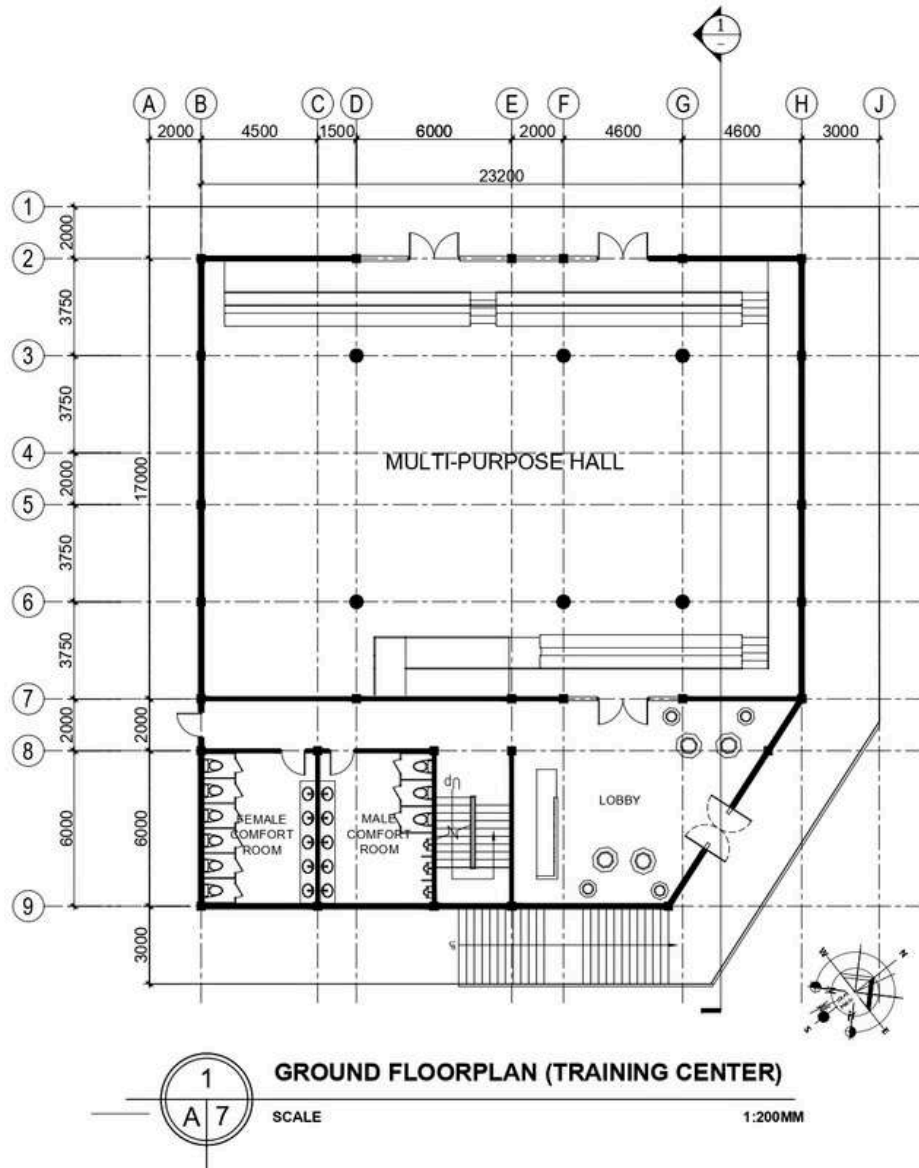 1
–
A B C D E F G H J
2000 4500 1500 6000 2000 4600 4600 3000
23200
1
2000
2
3750
3
3750
4
2000
17000
5
3750
6
3750
7
2000 2000
8
6000 6000
9
3000
MULTI-PURPOSE HALL
Up
LOBBY
FEMALE
COMFORT
ROOM
MALE
COMFORT
ROOM
W N
S E
1
A 7
GROUND FLOORPLAN (TRAINING CENTER)
SCALE 1:200MM